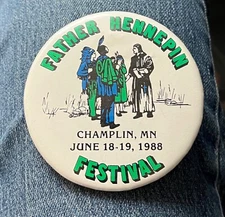 FATHER HENNEPIN
CHAMPLIN, MN
JUNE 18-19, 1988
FESTIVAL